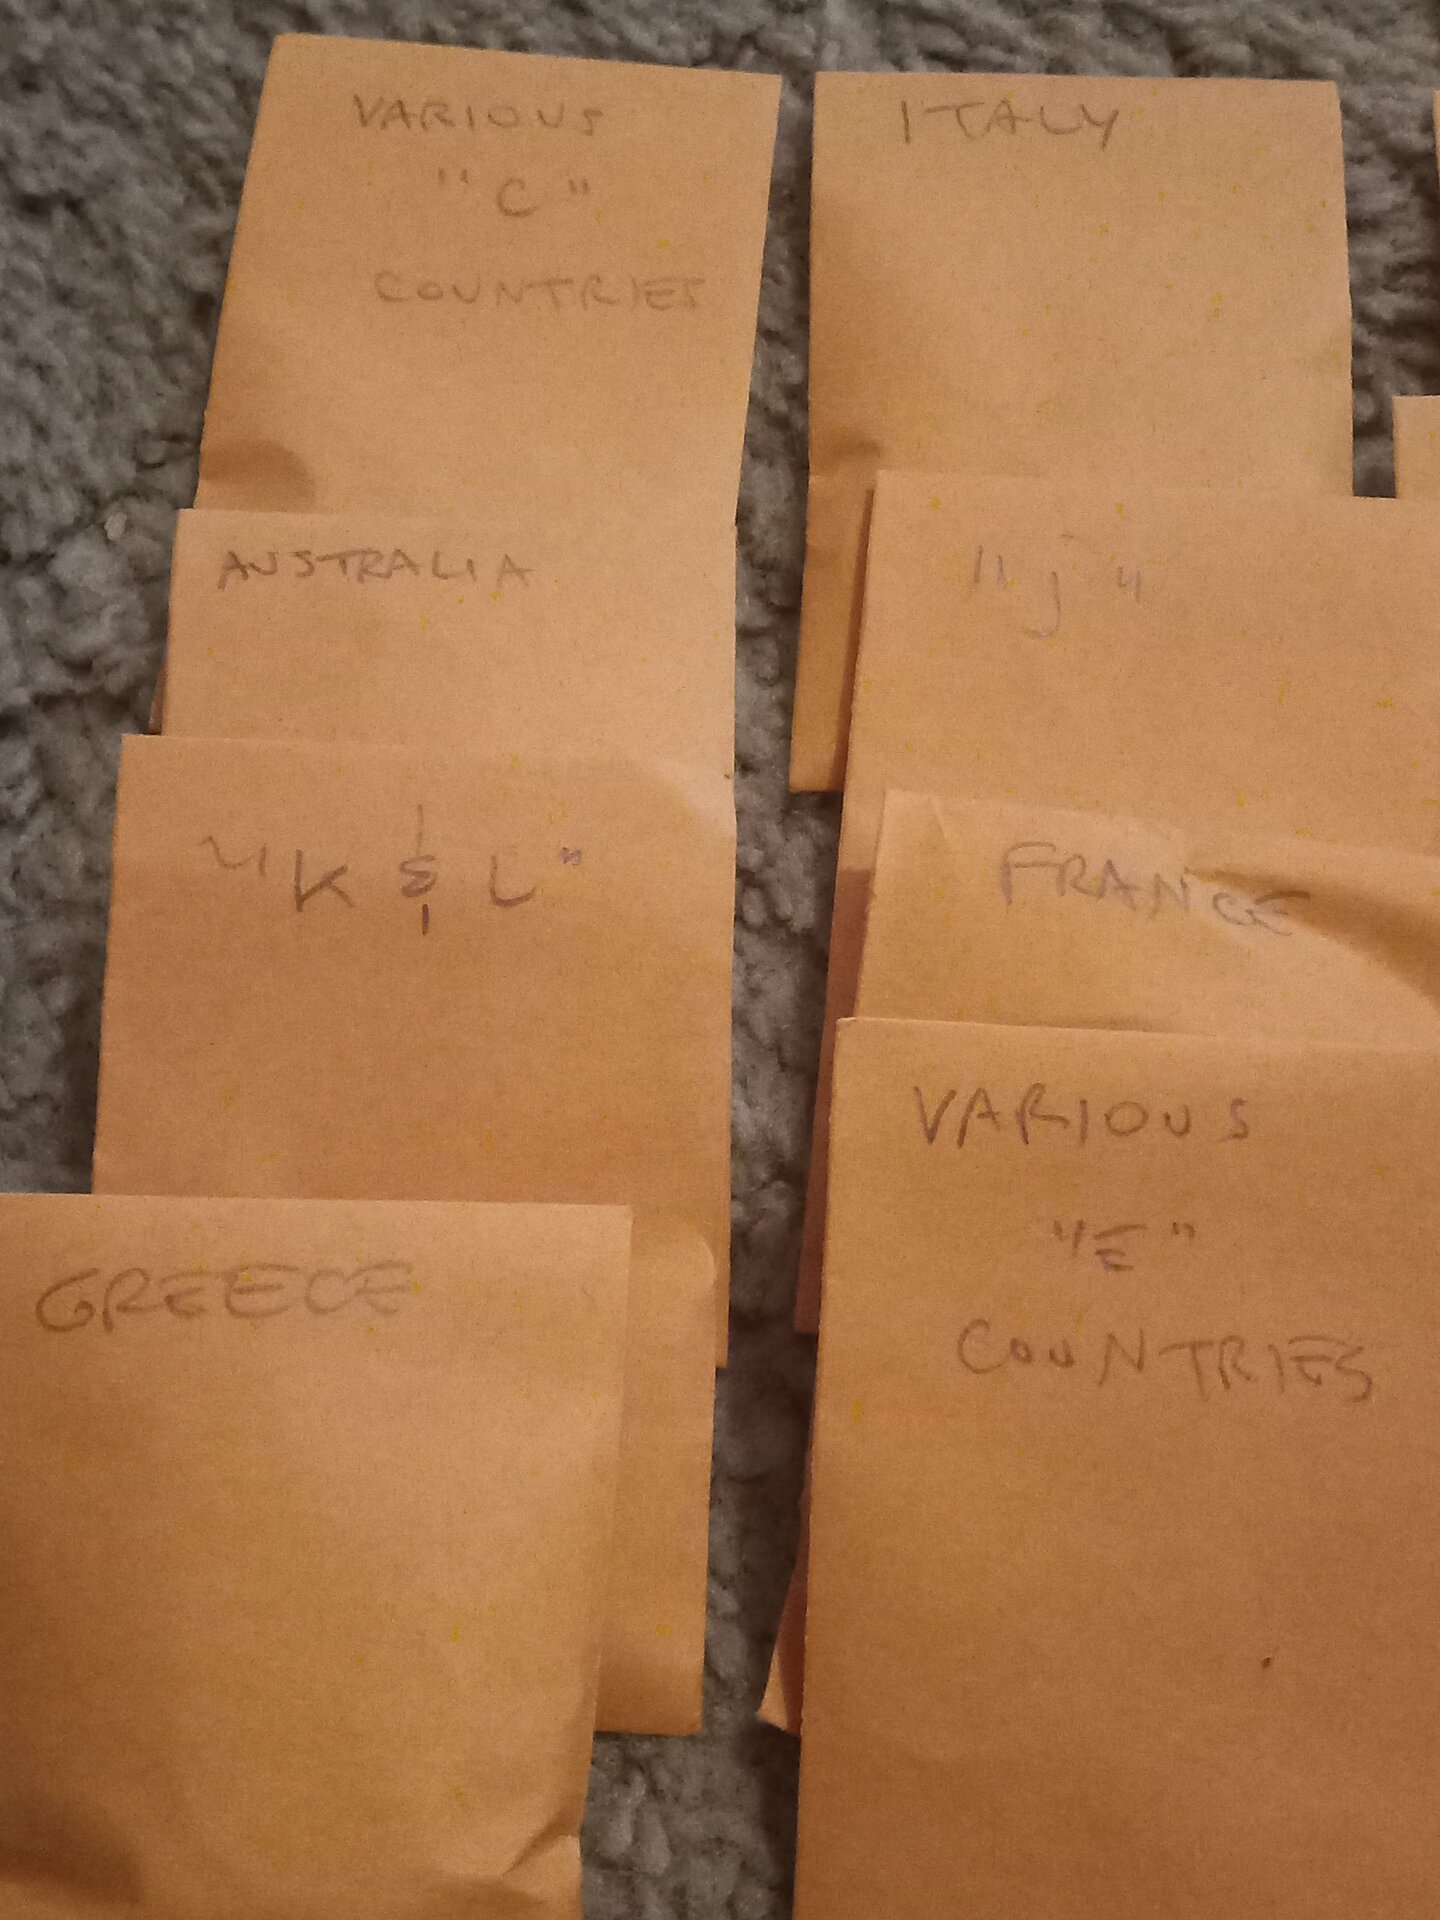 VARIOUS
"C"
COUNTRIES
AUSTRALIA
"K & L"
GREECE
ITALY
"J"
FRANCE
VARIOUS
"E"
COUNTRIES